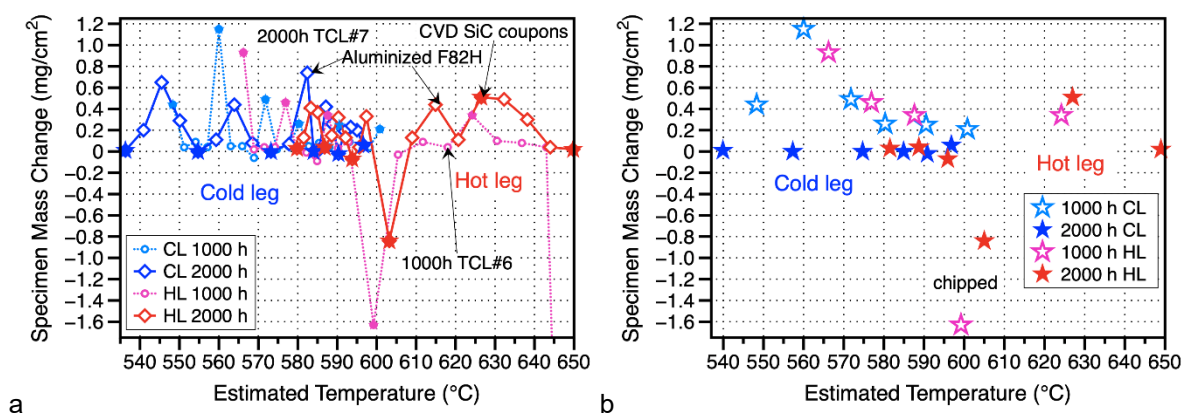 Specimen Mass Change (mg/cm²)
1.2
1.0
0.8
0.6
0.4
0.2
0
−0.2
−0.4
−0.6
−0.8
−1.0
−1.2
−1.4
−1.6
2000h TCL#7
CVD SiC coupons
Aluminized F82H
Cold leg
Hot leg
1000h TCL#6
CL 1000 h
CL 2000 h
HL 1000 h
HL 2000 h
540 550 560 570 580 590 600 610 620 630 640 650
Estimated Temperature (°C)
a
Specimen Mass Change (mg/cm²)
1.2
1.0
0.8
0.6
0.4
0.2
0
−0.2
−0.4
−0.6
−0.8
−1.0
−1.2
−1.4
−1.6
Cold leg
Hot leg
chipped
1000 h CL
2000 h CL
1000 h HL
2000 h HL
540 550 560 570 580 590 600 610 620 630 640 650
Estimated Temperature (°C)
b